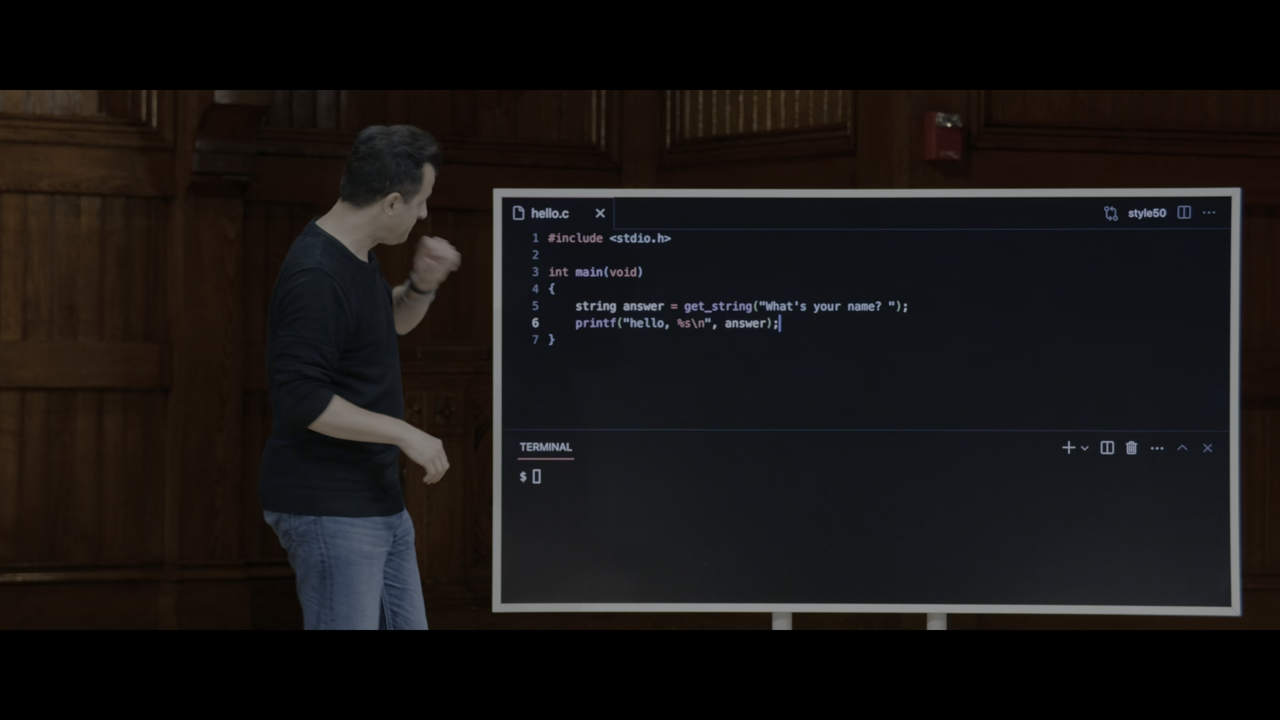 hello.c
style50
1 #include <stdio.h>
2
3 int main(void)
4 {
5 string answer = get_string("What's your name? ");
6 printf("hello, %s\n", answer);
7 }
TERMINAL
$